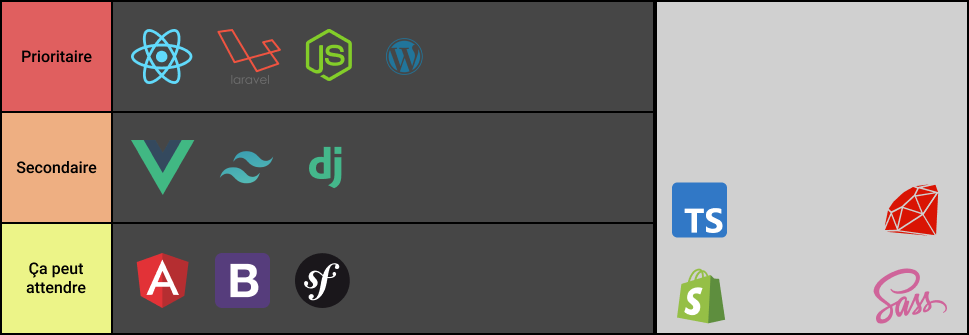 Prioritaire
laravel
JS
W
Secondaire
dj
TS
Ça peut
attendre
A
B
sf
S
Sass